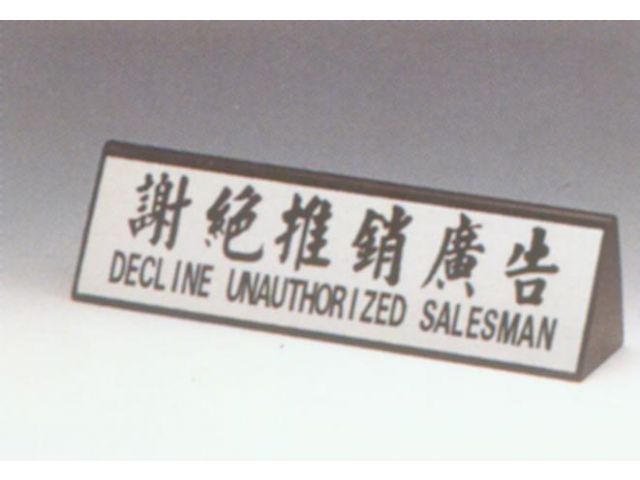 謝絕推銷廣告
DECLINE UNAUTHORIZED SALESMAN